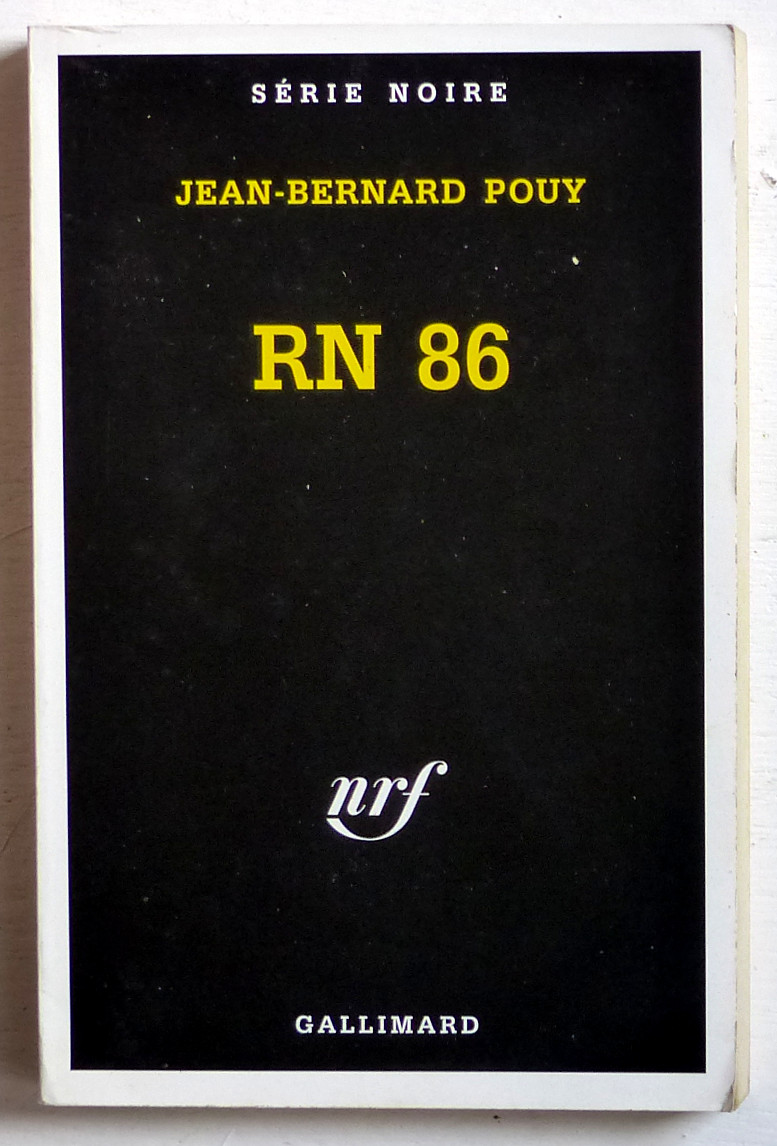 SÉRIE NOIRE
JEAN-BERNARD POUY
RN 86
nrf
GALLIMARD